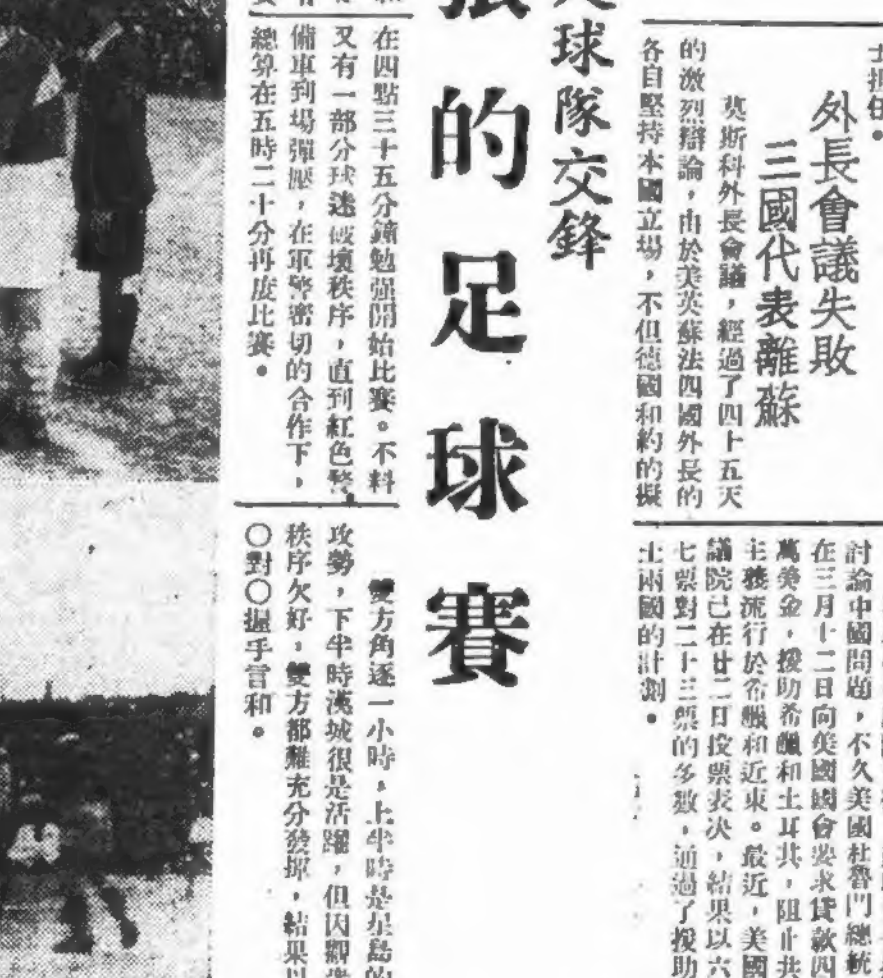 士担任。
外長會議失敗
三國代表離蘇
莫斯科外長會議，經過了四十五天
的激烈辯論，由於美英蘇法四國外長的
各自堅持本國立場，不但德國和約的擬
討論中國問題，不久美國杜魯門總統
在三月十二日向美國國會要求貸款四
萬美金，援助希臘和土耳其，阻止共
主義流行於希臘和近東。最近，美國
議院已在廿二日投票表决，結果以六
七票對二十三票的多數，通過了援助
土兩國的計劃。
球隊交鋒
的足球賽
在四點三十五分鐘勉强開始比賽。不料
又有一部分球迷破壞秩序，直到紅色警
備車到場彈壓，在軍警密切的合作下，
總算在五時二十分再度比賽。
雙方角逐一小時，上半時是星島的
攻勢，下半時漢城很是活躍，但因觀衆
秩序欠好，雙方都難充分發揮，結果以
〇對〇握手言和。